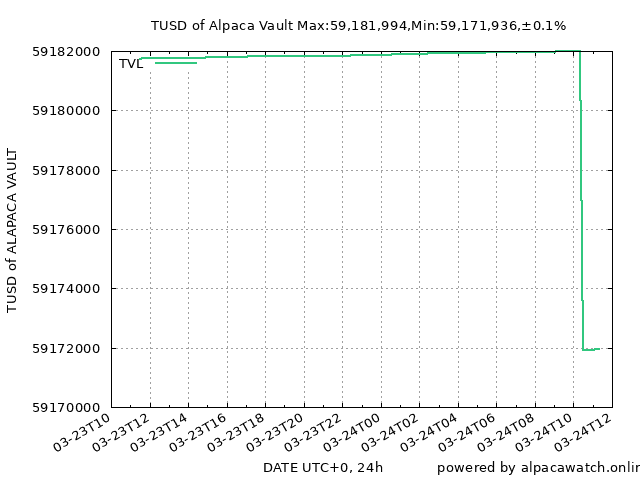 TUSD of Alpaca Vault Max:59,181,994,Min:59,171,936,±0.1%
TVL
59182000
59180000
59178000
59176000
59174000
59172000
59170000
TUSD of ALAPACA VAULT
03-23T10
03-23T12
03-23T14
03-23T16
03-23T18
03-23T20
03-23T22
03-24T00
03-24T02
03-24T04
03-24T06
03-24T08
03-24T10
03-24T12
DATE UTC+0, 24h
powered by alpacawatch.onlin